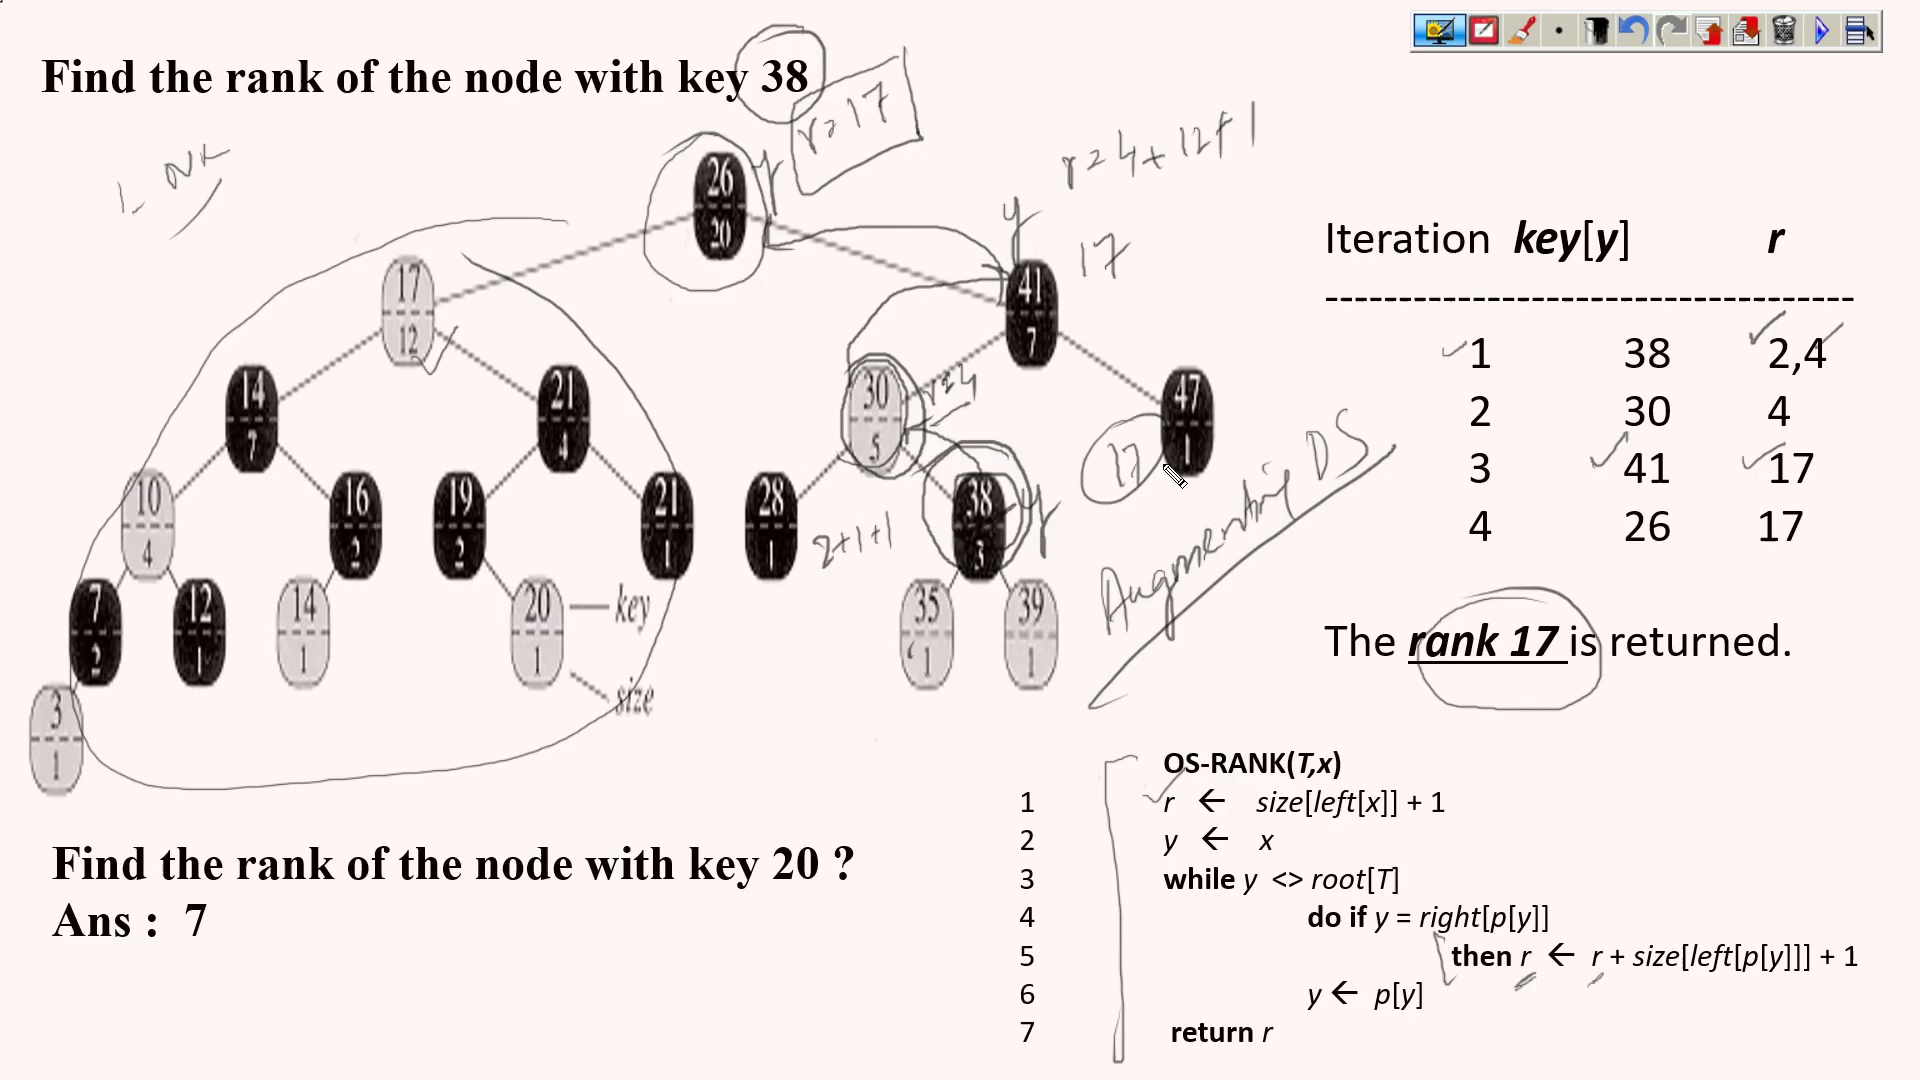 Find the rank of the node with key 38
r=17
r=4+12+1
26
20
y
y
17
17
12
41
7
14
7
21
4
30
5
r=4
47
1
17
10
4
16
2
19
2
21
1
28
1
2+1+1
38
3
y
Augmenting DS
7
2
12
1
14
1
20
1
key
size
35
1
39
1
3
1
Iteration key[y] r
------------------------------------
1 38 2,4
2 30 4
3 41 17
4 26 17
The rank 17 is returned.
Find the rank of the node with key 20 ?
Ans : 7
OS-RANK(T,x)
1 r ← size[left[x]] + 1
2 y ← x
3 while y <> root[T]
4 do if y = right[p[y]]
5 then r ← r + size[left[p[y]]] + 1
6 y ← p[y]
7 return r